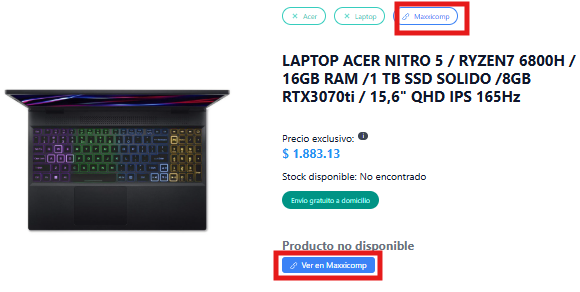 ✕ Acer ✕ Laptop Maxxicomp
LAPTOP ACER NITRO 5 / RYZEN7 6800H /
16GB RAM /1 TB SSD SOLIDO /8GB
RTX3070ti / 15,6" QHD IPS 165Hz
Precio exclusivo:
$ 1.883.13
Stock disponible: No encontrado
Envío gratuito a domicilio
Producto no disponible
Ver en Maxxicomp